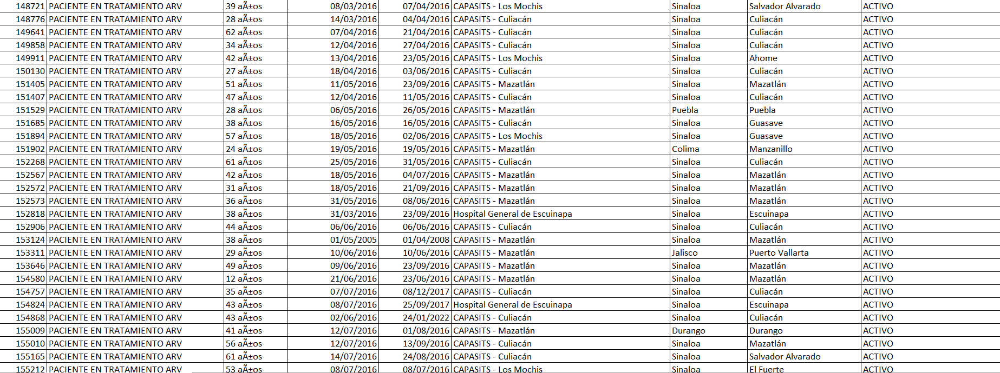 148721 PACIENTE EN TRATAMIENTO ARV 39 aÃ±os 08/03/2016 07/04/2016 CAPASITS - Los Mochis Sinaloa Salvador Alvarado ACTIVO
148776 PACIENTE EN TRATAMIENTO ARV 28 aÃ±os 14/03/2016 04/04/2016 CAPASITS - Culiacán Sinaloa Culiacán ACTIVO
149641 PACIENTE EN TRATAMIENTO ARV 62 aÃ±os 07/04/2016 21/04/2016 CAPASITS - Culiacán Sinaloa Culiacán ACTIVO
149858 PACIENTE EN TRATAMIENTO ARV 34 aÃ±os 12/04/2016 27/04/2016 CAPASITS - Culiacán Sinaloa Culiacán ACTIVO
149911 PACIENTE EN TRATAMIENTO ARV 42 aÃ±os 13/04/2016 23/05/2016 CAPASITS - Los Mochis Sinaloa Ahome ACTIVO
150130 PACIENTE EN TRATAMIENTO ARV 27 aÃ±os 18/04/2016 03/06/2016 CAPASITS - Culiacán Sinaloa Culiacán ACTIVO
151405 PACIENTE EN TRATAMIENTO ARV 51 aÃ±os 11/05/2016 23/09/2016 CAPASITS - Mazatlán Sinaloa Mazatlán ACTIVO
151407 PACIENTE EN TRATAMIENTO ARV 47 aÃ±os 12/04/2016 11/05/2016 CAPASITS - Culiacán Sinaloa Culiacán ACTIVO
151529 PACIENTE EN TRATAMIENTO ARV 28 aÃ±os 06/05/2016 26/05/2016 CAPASITS - Mazatlán Puebla Puebla ACTIVO
151685 PACIENTE EN TRATAMIENTO ARV 38 aÃ±os 16/05/2016 16/05/2016 CAPASITS - Culiacán Sinaloa Guasave ACTIVO
151894 PACIENTE EN TRATAMIENTO ARV 57 aÃ±os 18/05/2016 02/06/2016 CAPASITS - Los Mochis Sinaloa Guasave ACTIVO
151902 PACIENTE EN TRATAMIENTO ARV 24 aÃ±os 19/05/2016 19/05/2016 CAPASITS - Mazatlán Colima Manzanillo ACTIVO
152268 PACIENTE EN TRATAMIENTO ARV 61 aÃ±os 25/05/2016 31/05/2016 CAPASITS - Culiacán Sinaloa Culiacán ACTIVO
152567 PACIENTE EN TRATAMIENTO ARV 42 aÃ±os 18/05/2016 04/07/2016 CAPASITS - Mazatlán Sinaloa Mazatlán ACTIVO
152572 PACIENTE EN TRATAMIENTO ARV 31 aÃ±os 18/05/2016 21/09/2016 CAPASITS - Mazatlán Sinaloa Mazatlán ACTIVO
152573 PACIENTE EN TRATAMIENTO ARV 36 aÃ±os 31/05/2016 08/06/2016 CAPASITS - Mazatlán Sinaloa Mazatlán ACTIVO
152818 PACIENTE EN TRATAMIENTO ARV 38 aÃ±os 31/03/2016 23/09/2016 Hospital General de Escuinapa Sinaloa Escuinapa ACTIVO
152906 PACIENTE EN TRATAMIENTO ARV 44 aÃ±os 06/06/2016 06/06/2016 CAPASITS - Culiacán Sinaloa Culiacán ACTIVO
153124 PACIENTE EN TRATAMIENTO ARV 38 aÃ±os 01/05/2005 01/04/2008 CAPASITS - Mazatlán Sinaloa Mazatlán ACTIVO
153311 PACIENTE EN TRATAMIENTO ARV 29 aÃ±os 10/06/2016 10/06/2016 CAPASITS - Mazatlán Jalisco Puerto Vallarta ACTIVO
153646 PACIENTE EN TRATAMIENTO ARV 49 aÃ±os 09/06/2016 23/09/2016 CAPASITS - Mazatlán Sinaloa Mazatlán ACTIVO
154580 PACIENTE EN TRATAMIENTO ARV 12 aÃ±os 21/06/2016 23/06/2016 CAPASITS - Mazatlán Sinaloa Mazatlán ACTIVO
154757 PACIENTE EN TRATAMIENTO ARV 35 aÃ±os 07/07/2016 08/12/2017 CAPASITS - Culiacán Sinaloa Culiacán ACTIVO
154824 PACIENTE EN TRATAMIENTO ARV 43 aÃ±os 08/07/2016 25/09/2017 Hospital General de Escuinapa Sinaloa Escuinapa ACTIVO
154868 PACIENTE EN TRATAMIENTO ARV 43 aÃ±os 02/06/2016 24/01/2022 CAPASITS - Culiacán Sinaloa Culiacán ACTIVO
155009 PACIENTE EN TRATAMIENTO ARV 41 aÃ±os 12/07/2016 01/08/2016 CAPASITS - Mazatlán Durango Durango ACTIVO
155010 PACIENTE EN TRATAMIENTO ARV 56 aÃ±os 12/07/2016 13/09/2016 CAPASITS - Culiacán Sinaloa Mazatlán ACTIVO
155165 PACIENTE EN TRATAMIENTO ARV 61 aÃ±os 14/07/2016 24/08/2016 CAPASITS - Culiacán Sinaloa Salvador Alvarado ACTIVO
155212 PACIENTE EN TRATAMIENTO ARV 53 aÃ±os 08/07/2016 08/07/2016 CAPASITS - Los Mochis Sinaloa El Fuerte ACTIVO